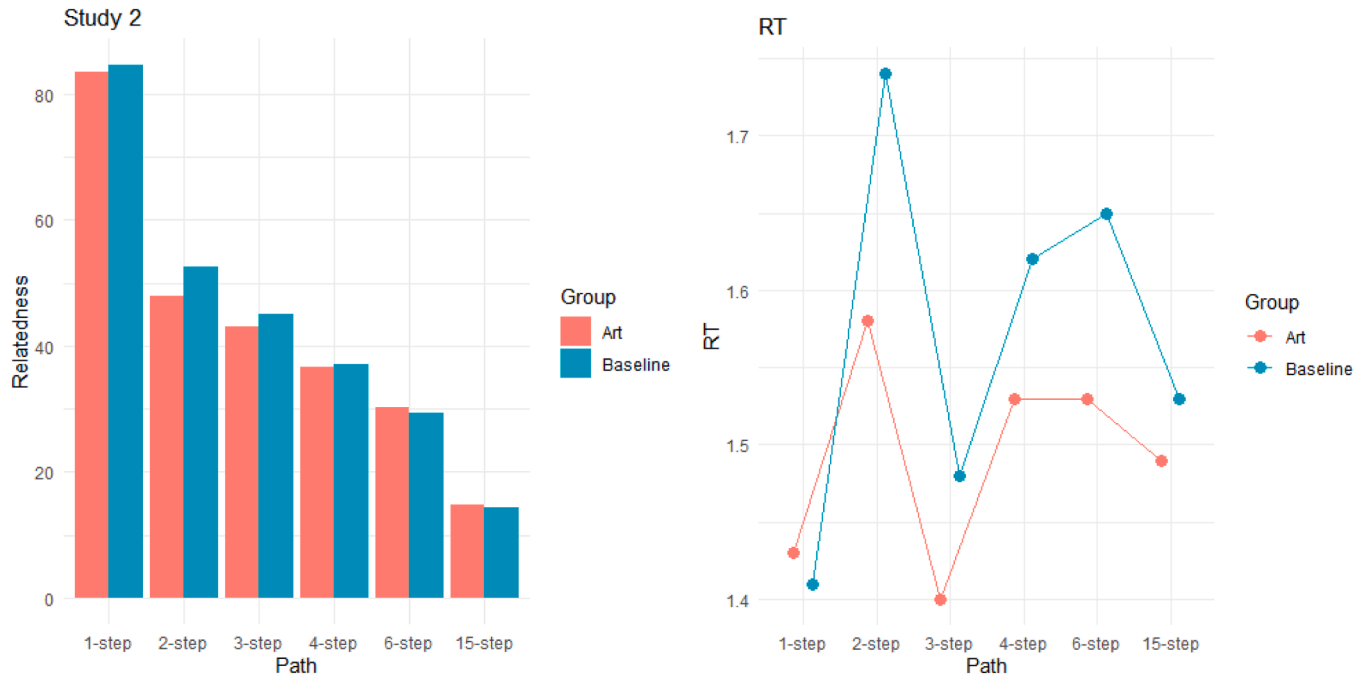 Study 2
Relatedness
80
60
40
20
0
1-step 2-step 3-step 4-step 6-step 15-step
Path
Group
Art
Baseline
RT
RT
1.7
1.6
1.5
1.4
1-step 2-step 3-step 4-step 6-step 15-step
Path
Group
Art
Baseline